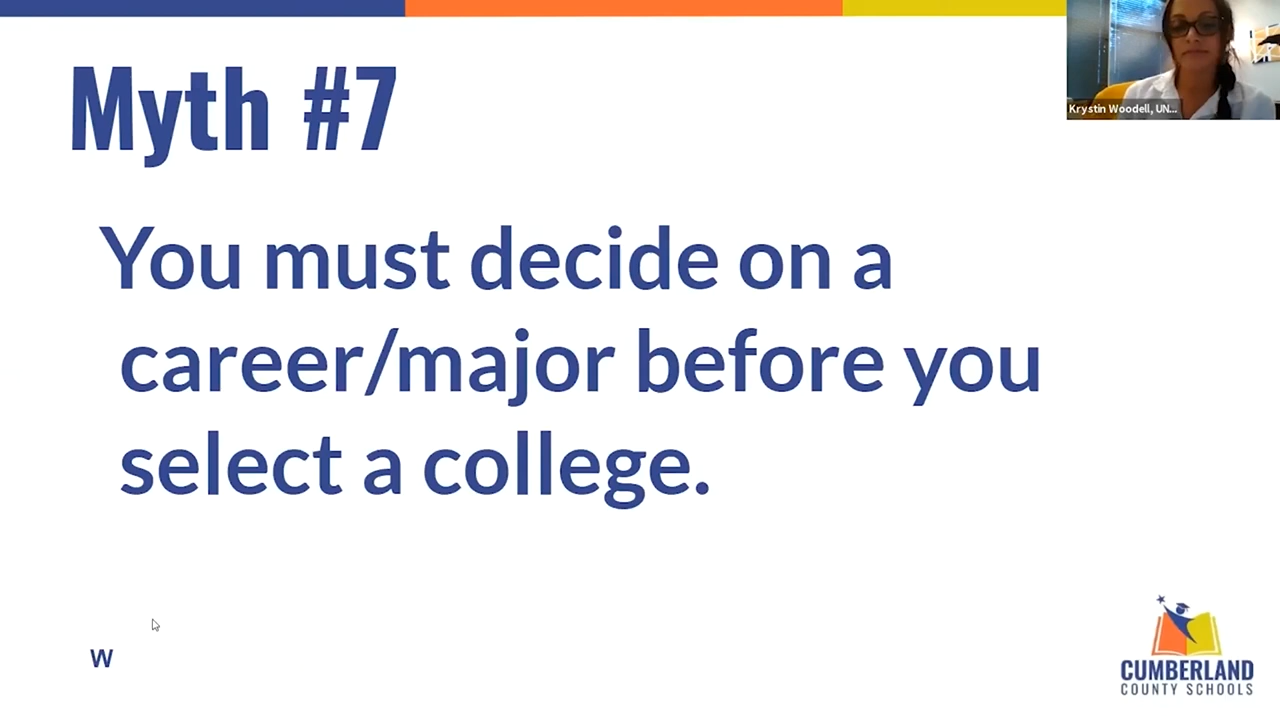 Myth #7
Krystin Woodell, UN...
You must decide on a
career/major before you
select a college.
W
CUMBERLAND
COUNTY SCHOOLS